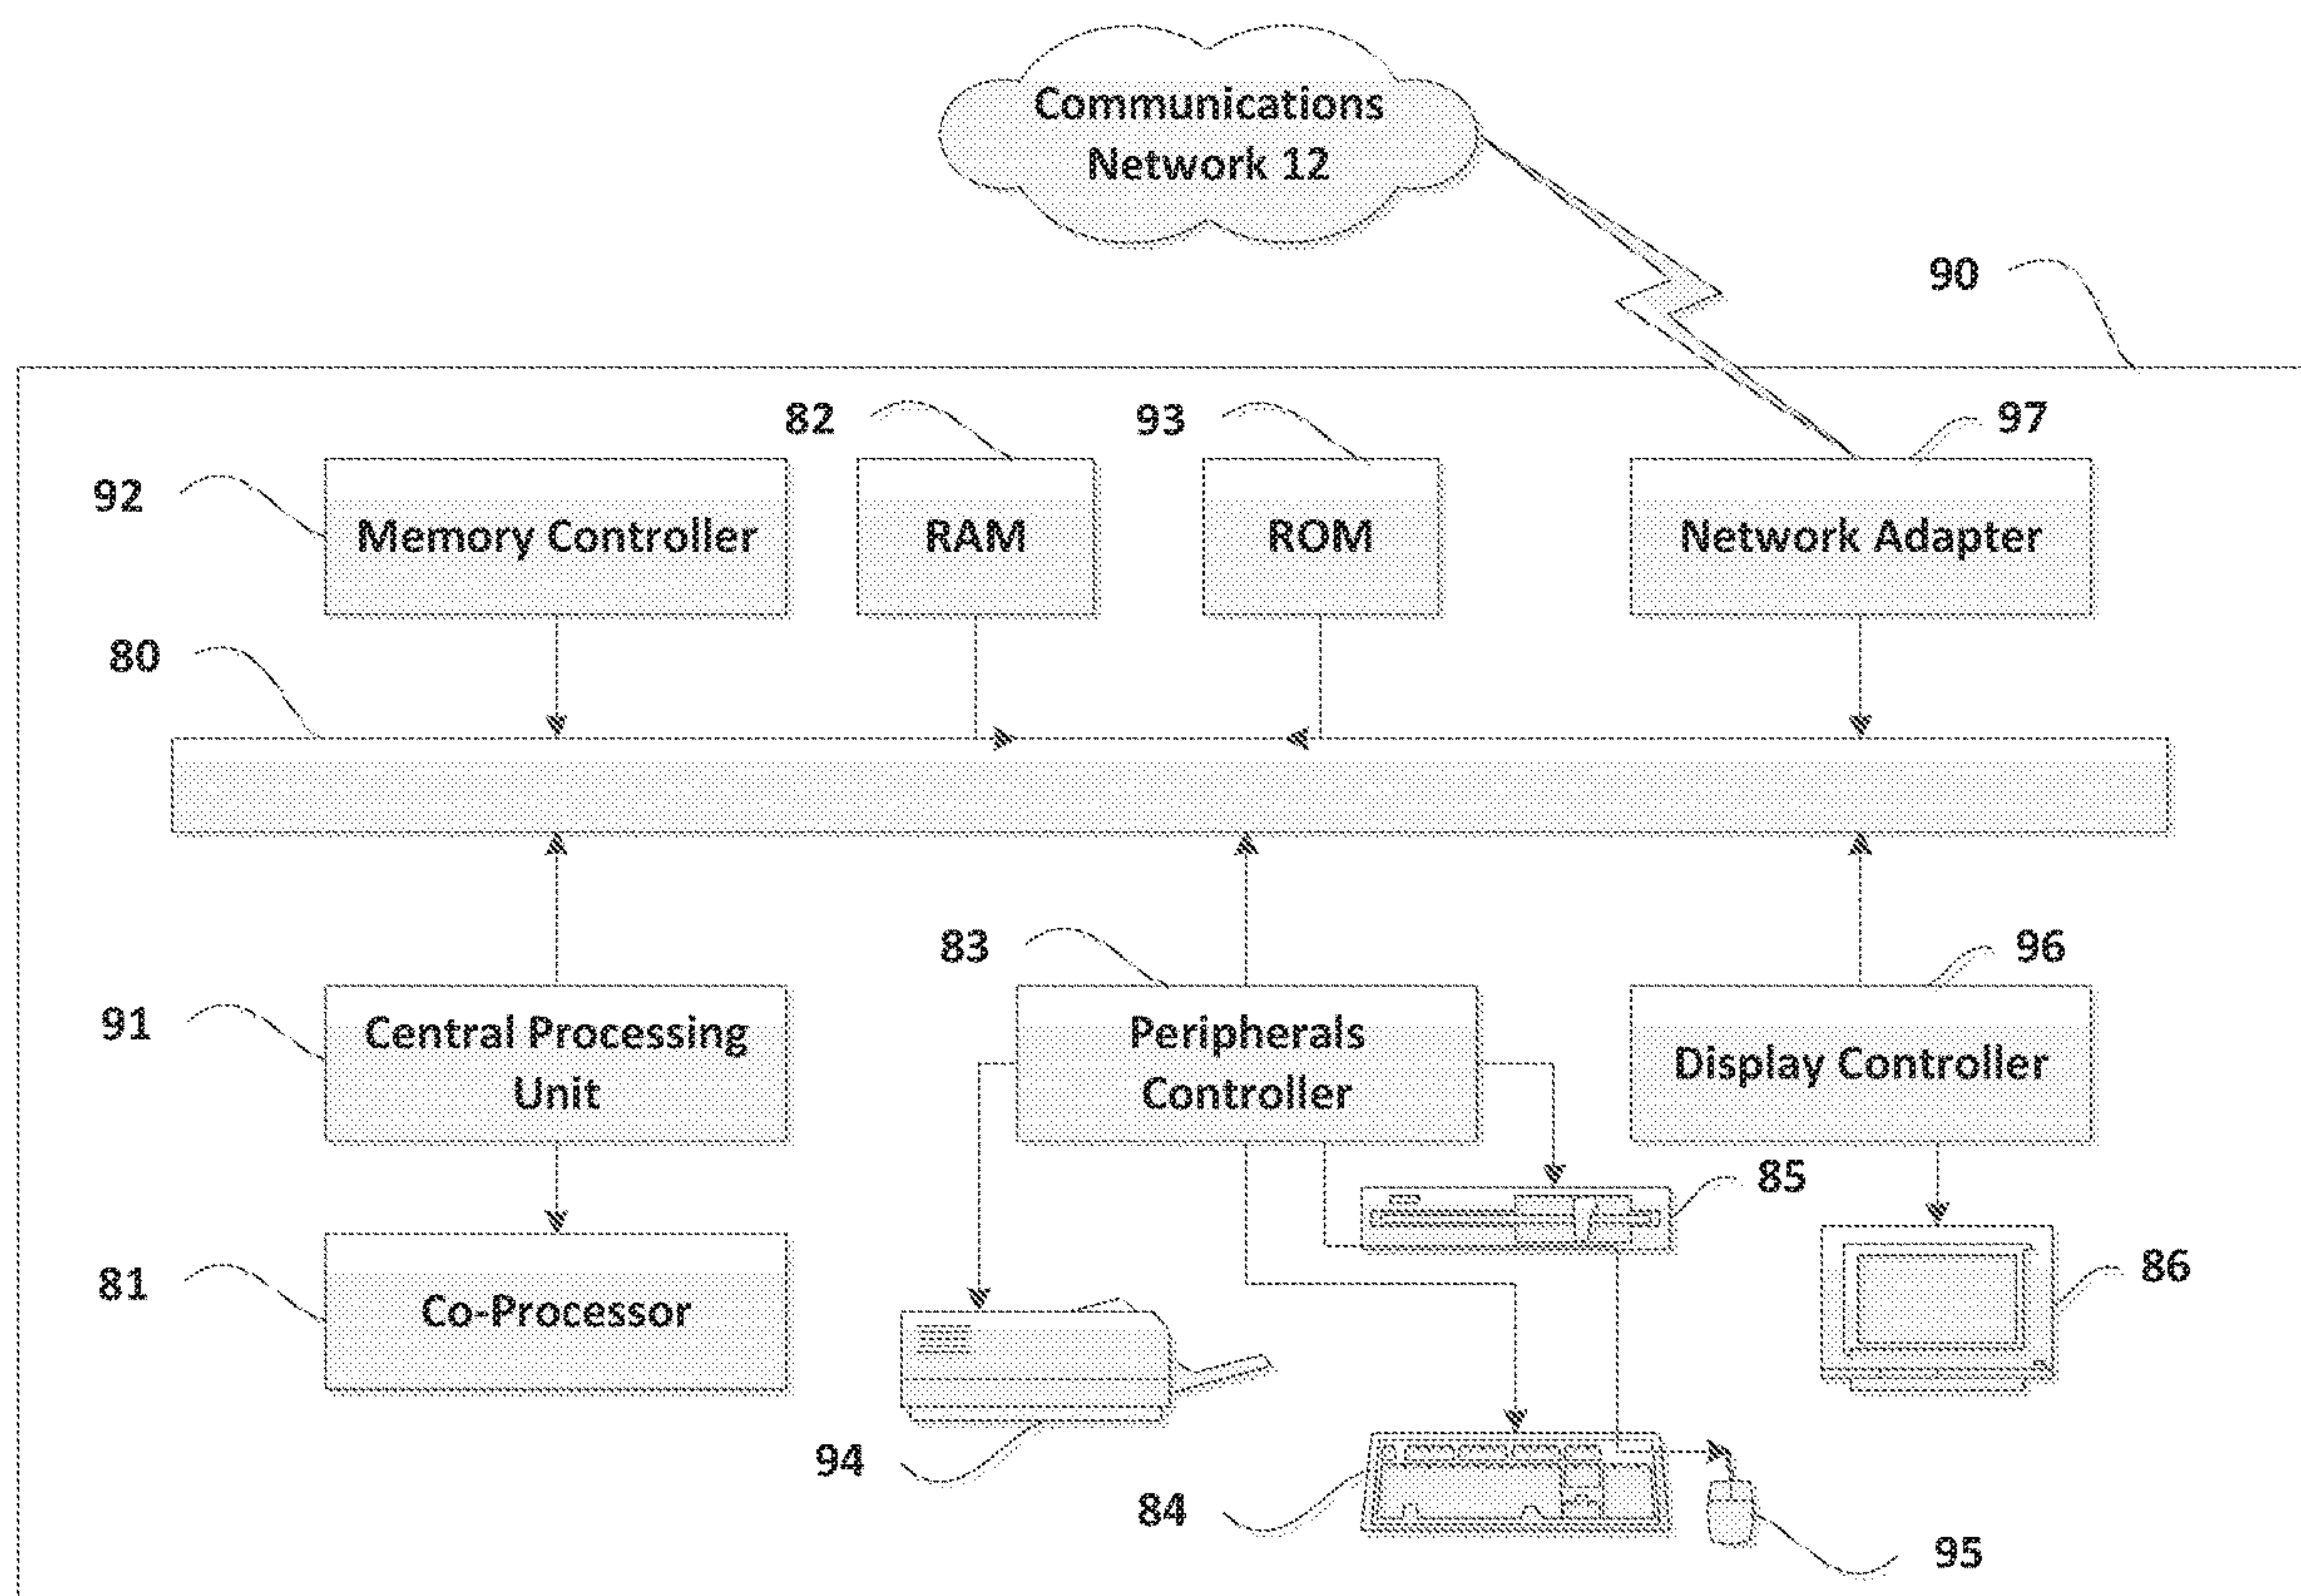 Communications
Network 12
90
82
93
97
92
Memory Controller
RAM
ROM
Network Adapter
80
83
96
91
Central Processing
Unit
Peripherals
Controller
Display Controller
85
86
81
Co-Processor
94
84
95